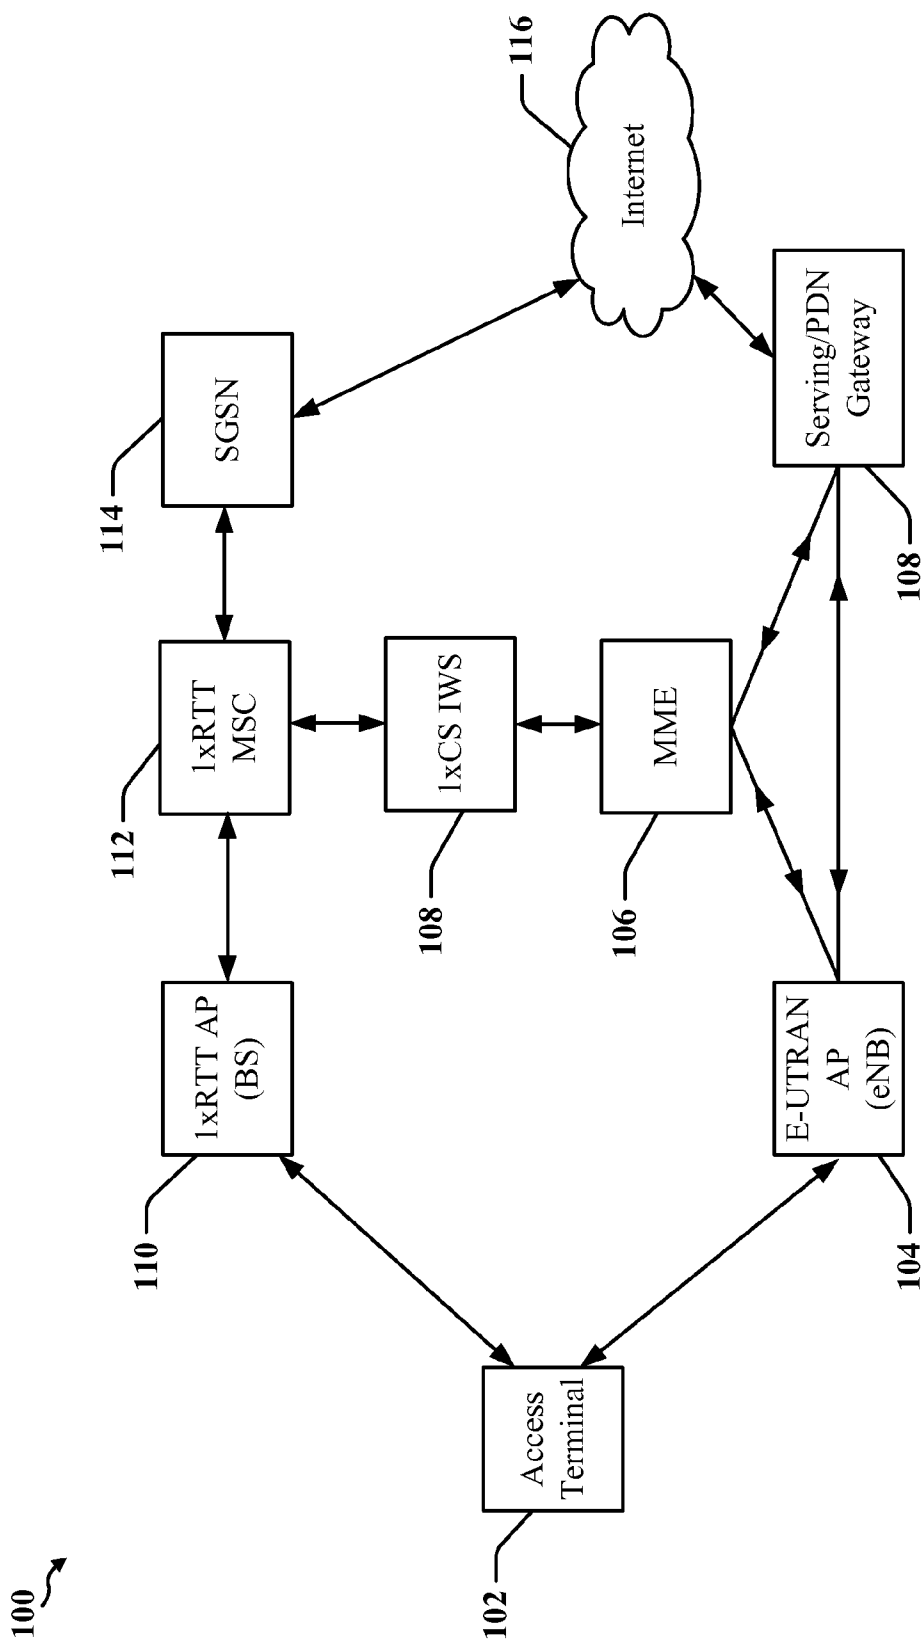 100
110
1xRTT AP
(BS)
112
1xRTT
MSC
114
SGSN
102
Access
Terminal
108
1xCS IWS
116
Internet
106
MME
104
E-UTRAN
AP
(eNB)
108
Serving/PDN
Gateway